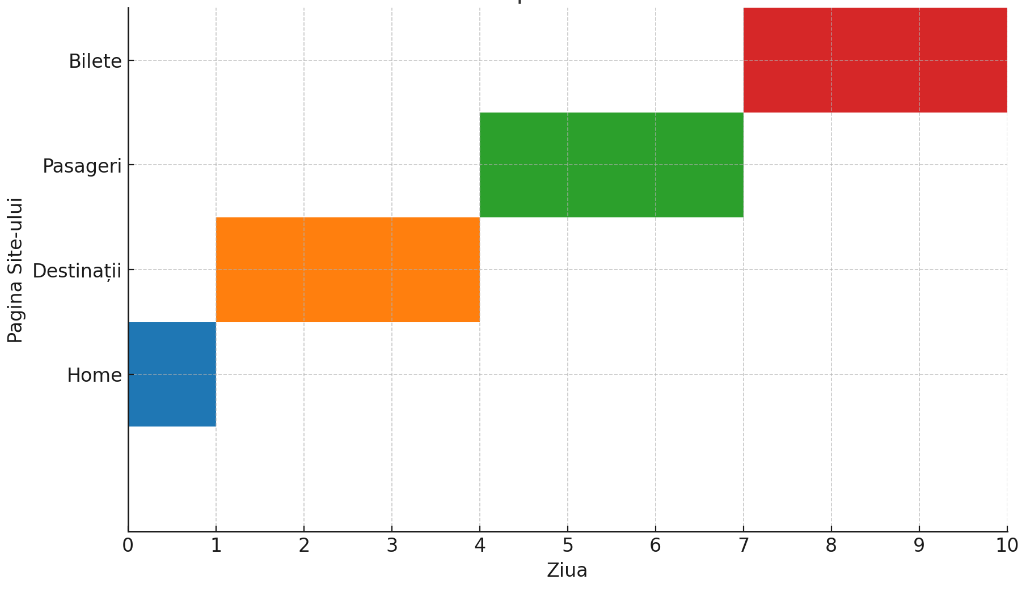 Bilete
Pasageri
Destinații
Home
Pagina Site-ului
0 1 2 3 4 5 6 7 8 9 10
Ziua